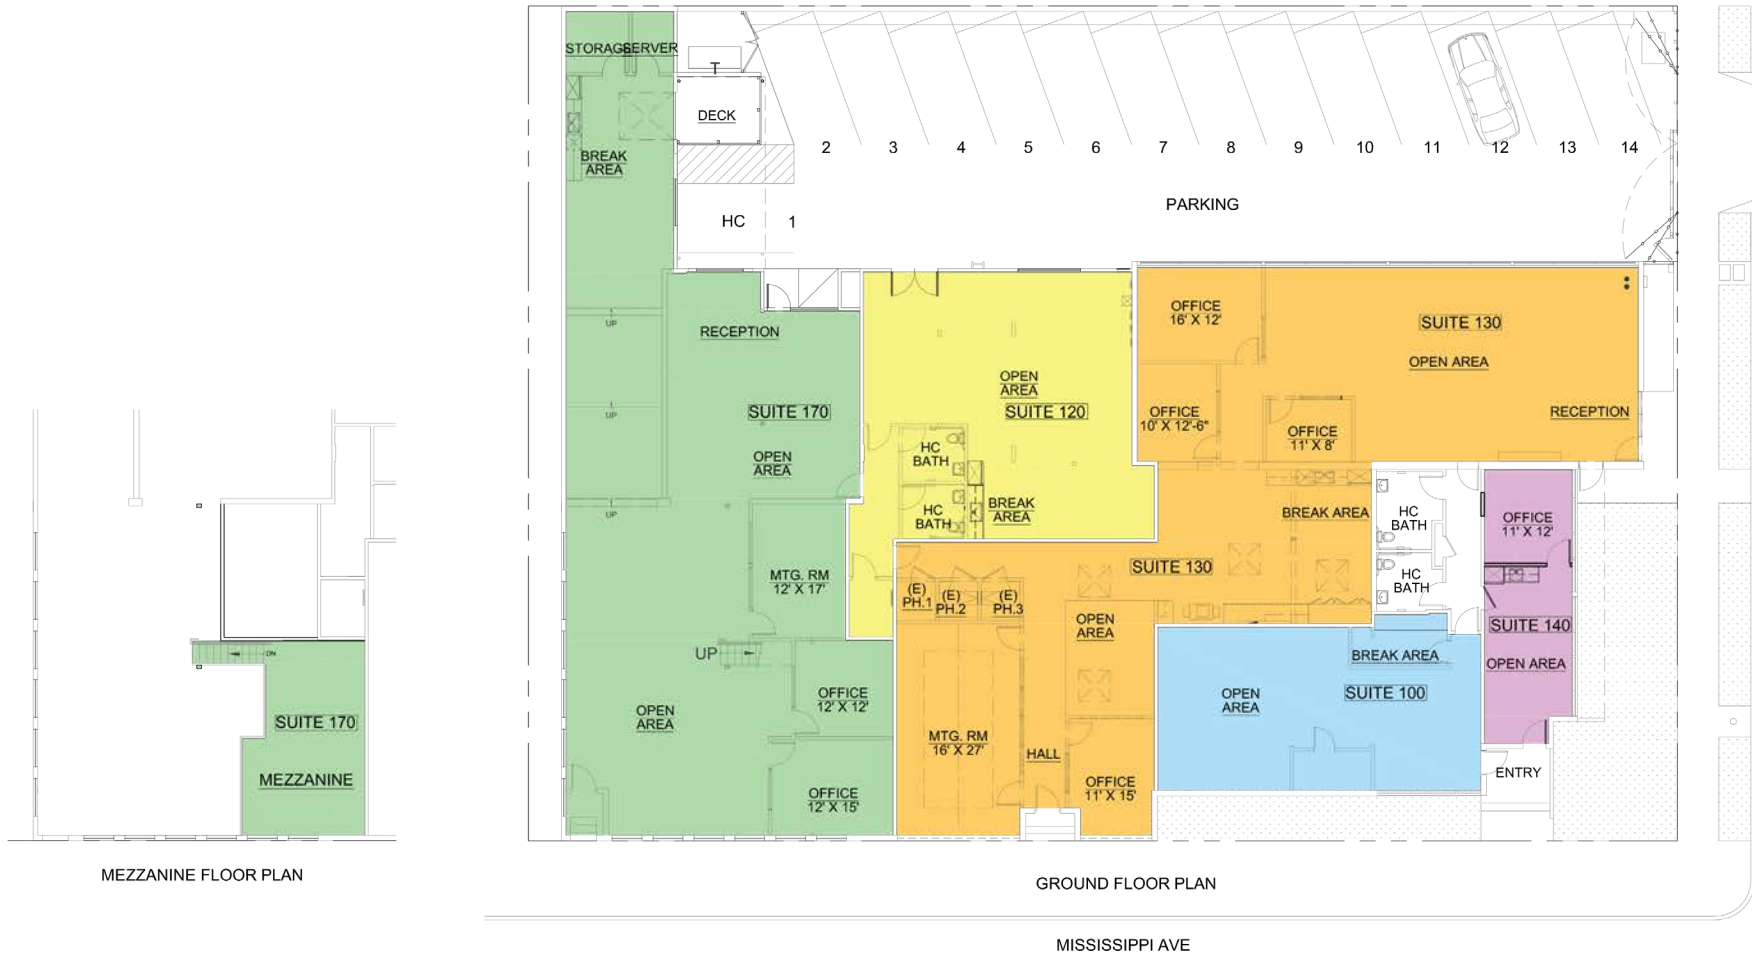 STORAGE
SERVER
T
DECK
BREAK
AREA
HC
1
2
3
4
5
6
7
8
9
10
11
12
13
14
PARKING
UP
UP
UP
RECEPTION
SUITE 170
OPEN
AREA
MTG. RM
12' X 17'
UP
OPEN
AREA
OFFICE
12' X 12'
OFFICE
12' X 15'
OPEN
AREA
SUITE 120
HC
BATH
HC
BATH
BREAK
AREA
OFFICE
16' X 12'
SUITE 130
OPEN AREA
OFFICE
10' X 12'-6"
OFFICE
11' X 8'
RECEPTION
BREAK AREA
SUITE 130
(E)
PH.1
(E)
PH.2
(E)
PH.3
OPEN
AREA
MTG. RM
16' X 27'
HALL
OFFICE
11' X 15'
HC
BATH
HC
BATH
OFFICE
11' X 12'
SUITE 140
OPEN AREA
BREAK AREA
OPEN
AREA
SUITE 100
ENTRY
DN
SUITE 170
MEZZANINE
MEZZANINE FLOOR PLAN
GROUND FLOOR PLAN
MISSISSIPPI AVE